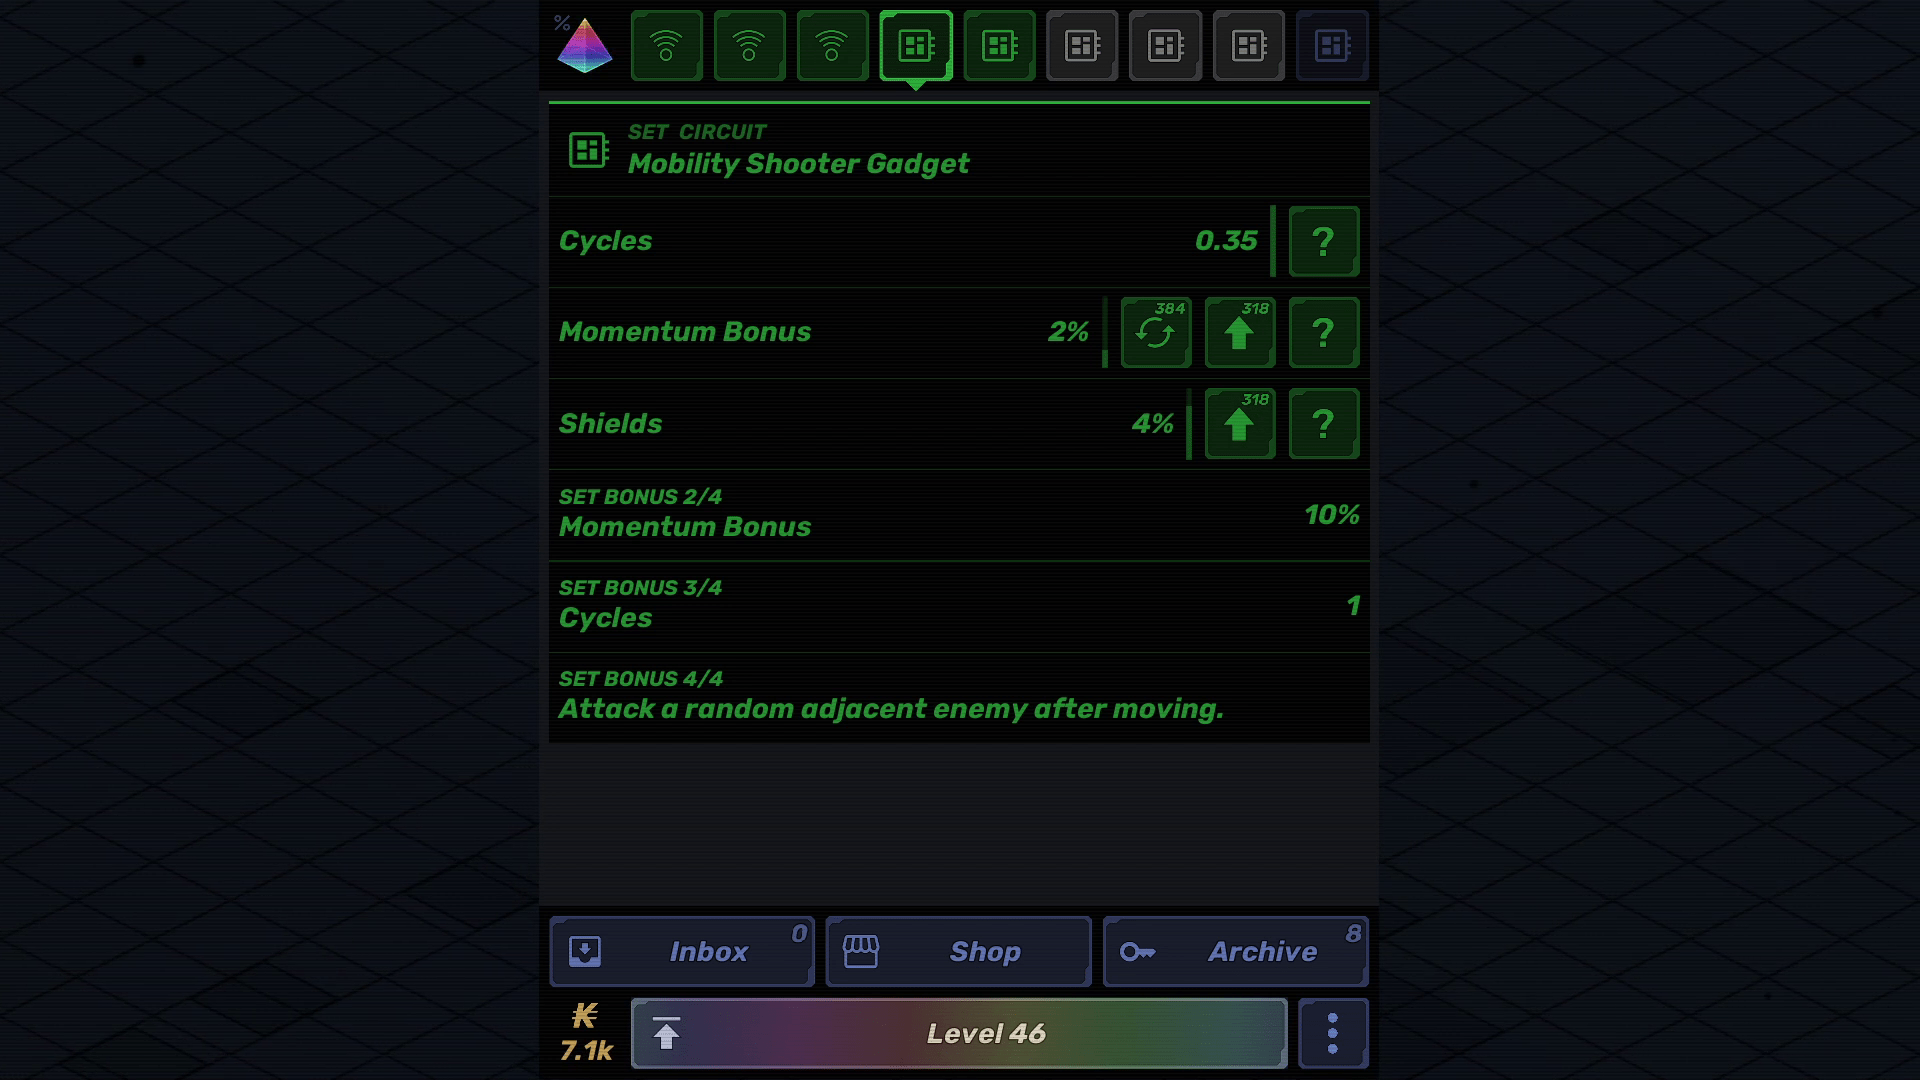 %
SET CIRCUIT
Mobility Shooter Gadget
Cycles
0.35
?
Momentum Bonus
2%
384
318
?
Shields
4%
318
?
SET BONUS 2/4
Momentum Bonus
10%
SET BONUS 3/4
Cycles
1
SET BONUS 4/4
Attack a random adjacent enemy after moving.
Inbox
0
Shop
Archive
8
7.1k
Level 46